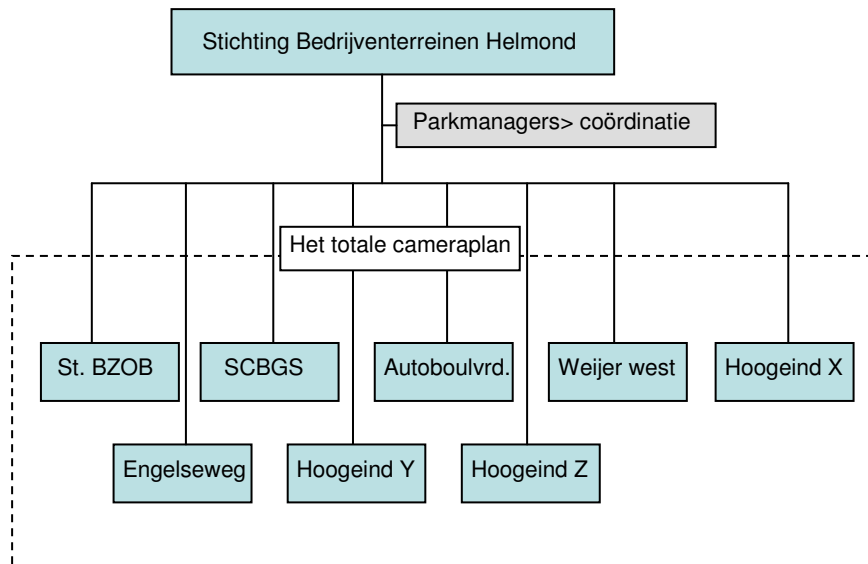 Stichting Bedrijventerreinen Helmond
Parkmanagers> coördinatie
Het totale cameraplan
St. BZOB
SCBGS
Autoboulvrd.
Weijer west
Hoogeind X
Engelseweg
Hoogeind Y
Hoogeind Z